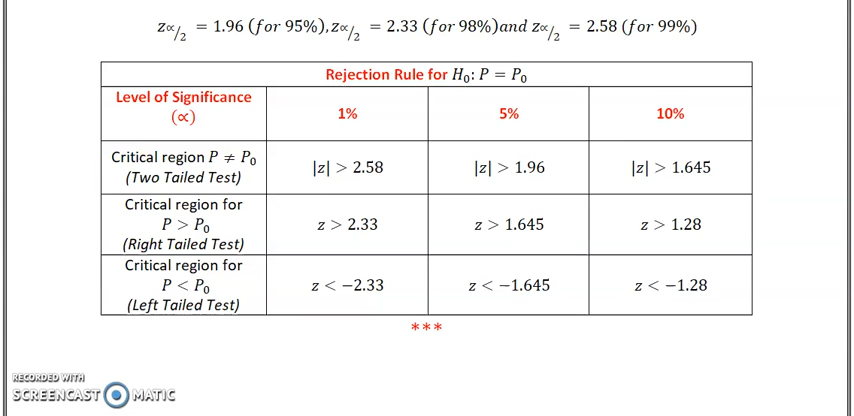 z∝/2 = 1.96 (for 95%), z∝/2 = 2.33 (for 98%)and z∝/2 = 2.58 (for 99%)
Rejection Rule for H₀: P = P₀
Level of Significance
(∝)
1%
5%
10%
Critical region P ≠ P₀
(Two Tailed Test)
|z| > 2.58
|z| > 1.96
|z| > 1.645
Critical region for
P > P₀
(Right Tailed Test)
z > 2.33
z > 1.645
z > 1.28
Critical region for
P < P₀
(Left Tailed Test)
z < −2.33
z < −1.645
z < −1.28
***
RECORDED WITH
SCREENCAST MATIC